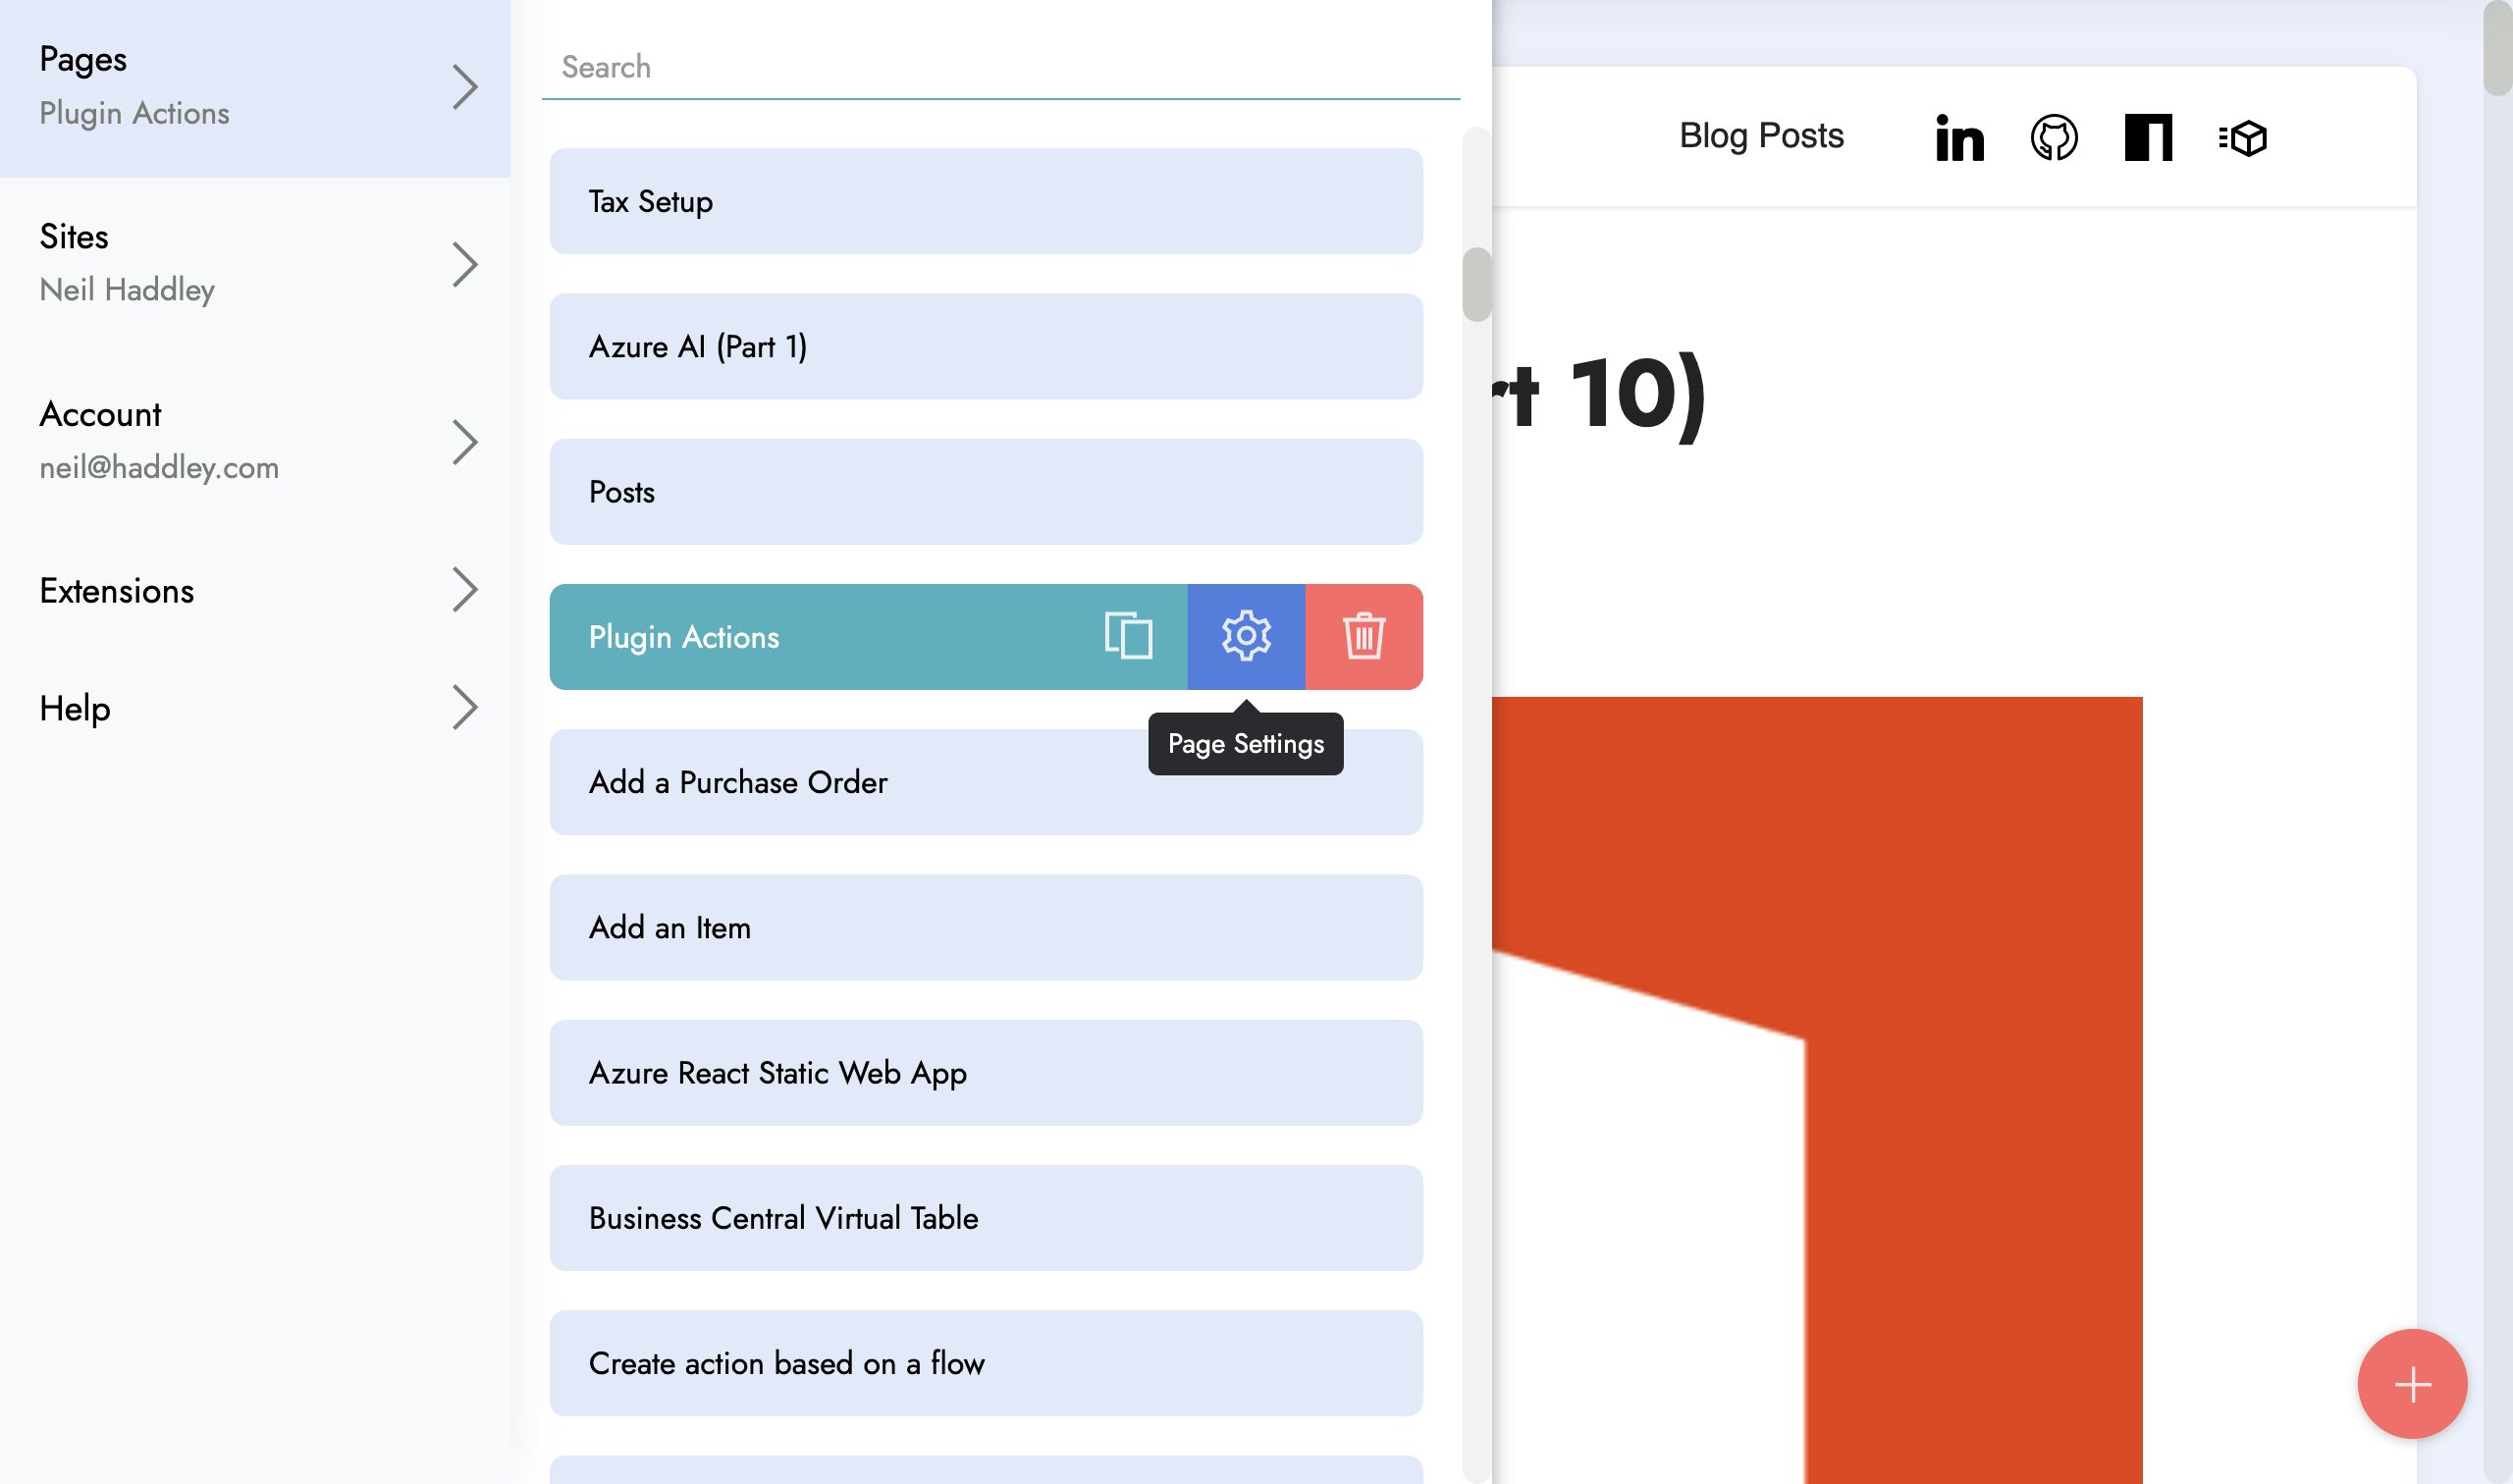 Pages
Plugin Actions
Sites
Neil Haddley
Account
neil@haddley.com
Extensions
Help
Search
Tax Setup
Azure AI (Part 1)
Posts
Plugin Actions
Page Settings
Add a Purchase Order
Add an Item
Azure React Static Web App
Business Central Virtual Table
Create action based on a flow
Blog Posts
in
10)